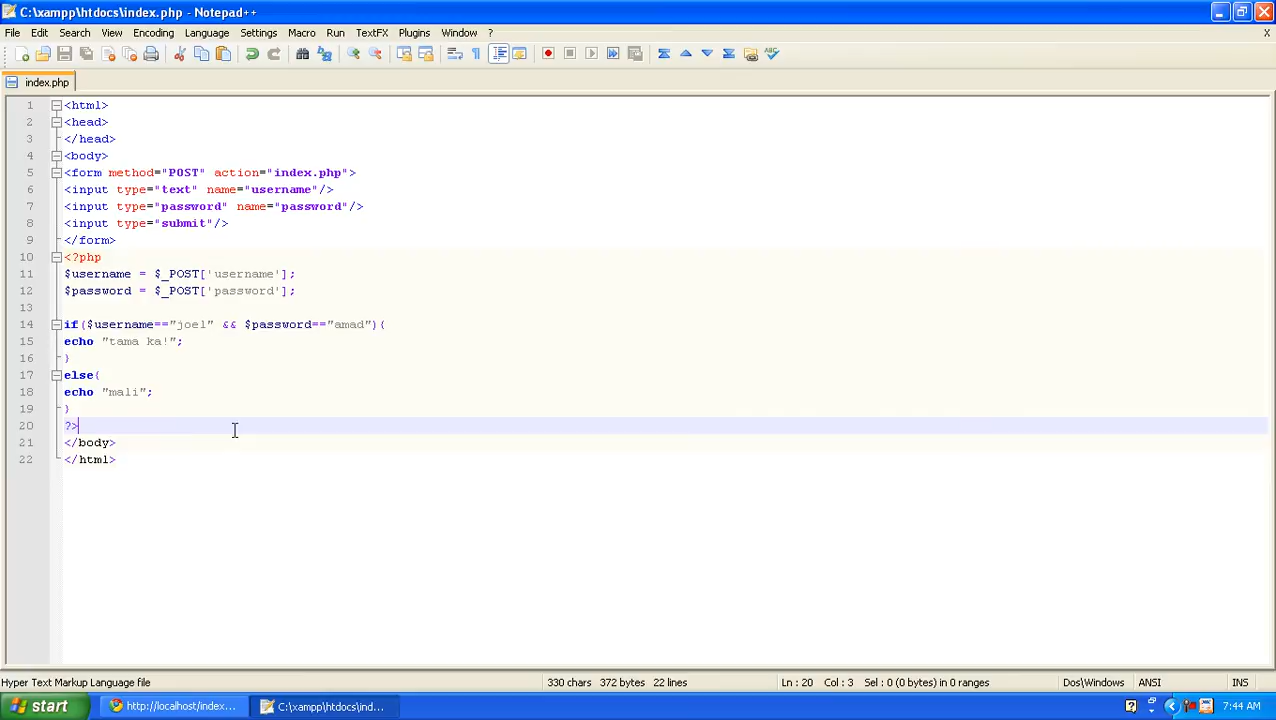 C:\xampp\htdocs\index.php - Notepad++
File Edit Search View Encoding Language Settings Macro Run TextFX Plugins Window ? X
index.php
1 <html>
2 <head>
3 </head>
4 <body>
5 <form method="POST" action="index.php">
6 <input type="text" name="username"/>
7 <input type="password" name="password"/>
8 <input type="submit"/>
9 </form>
10 <?php
11 $username = $_POST['username'];
12 $password = $_POST['password'];
13
14 if($username=="joel" && $password=="amad"){
15 echo "tama ka!";
16 }
17 else{
18 echo "mali";
19 }
20 ?>
21 </body>
22 </html>
Hyper Text Markup Language file 330 chars 372 bytes 22 lines Ln : 20 Col : 3 Sel : 0 (0 bytes) in 0 ranges Dos\Windows ANSI INS
start http://localhost/index... C:\xampp\htdocs\ind... 7:44 AM